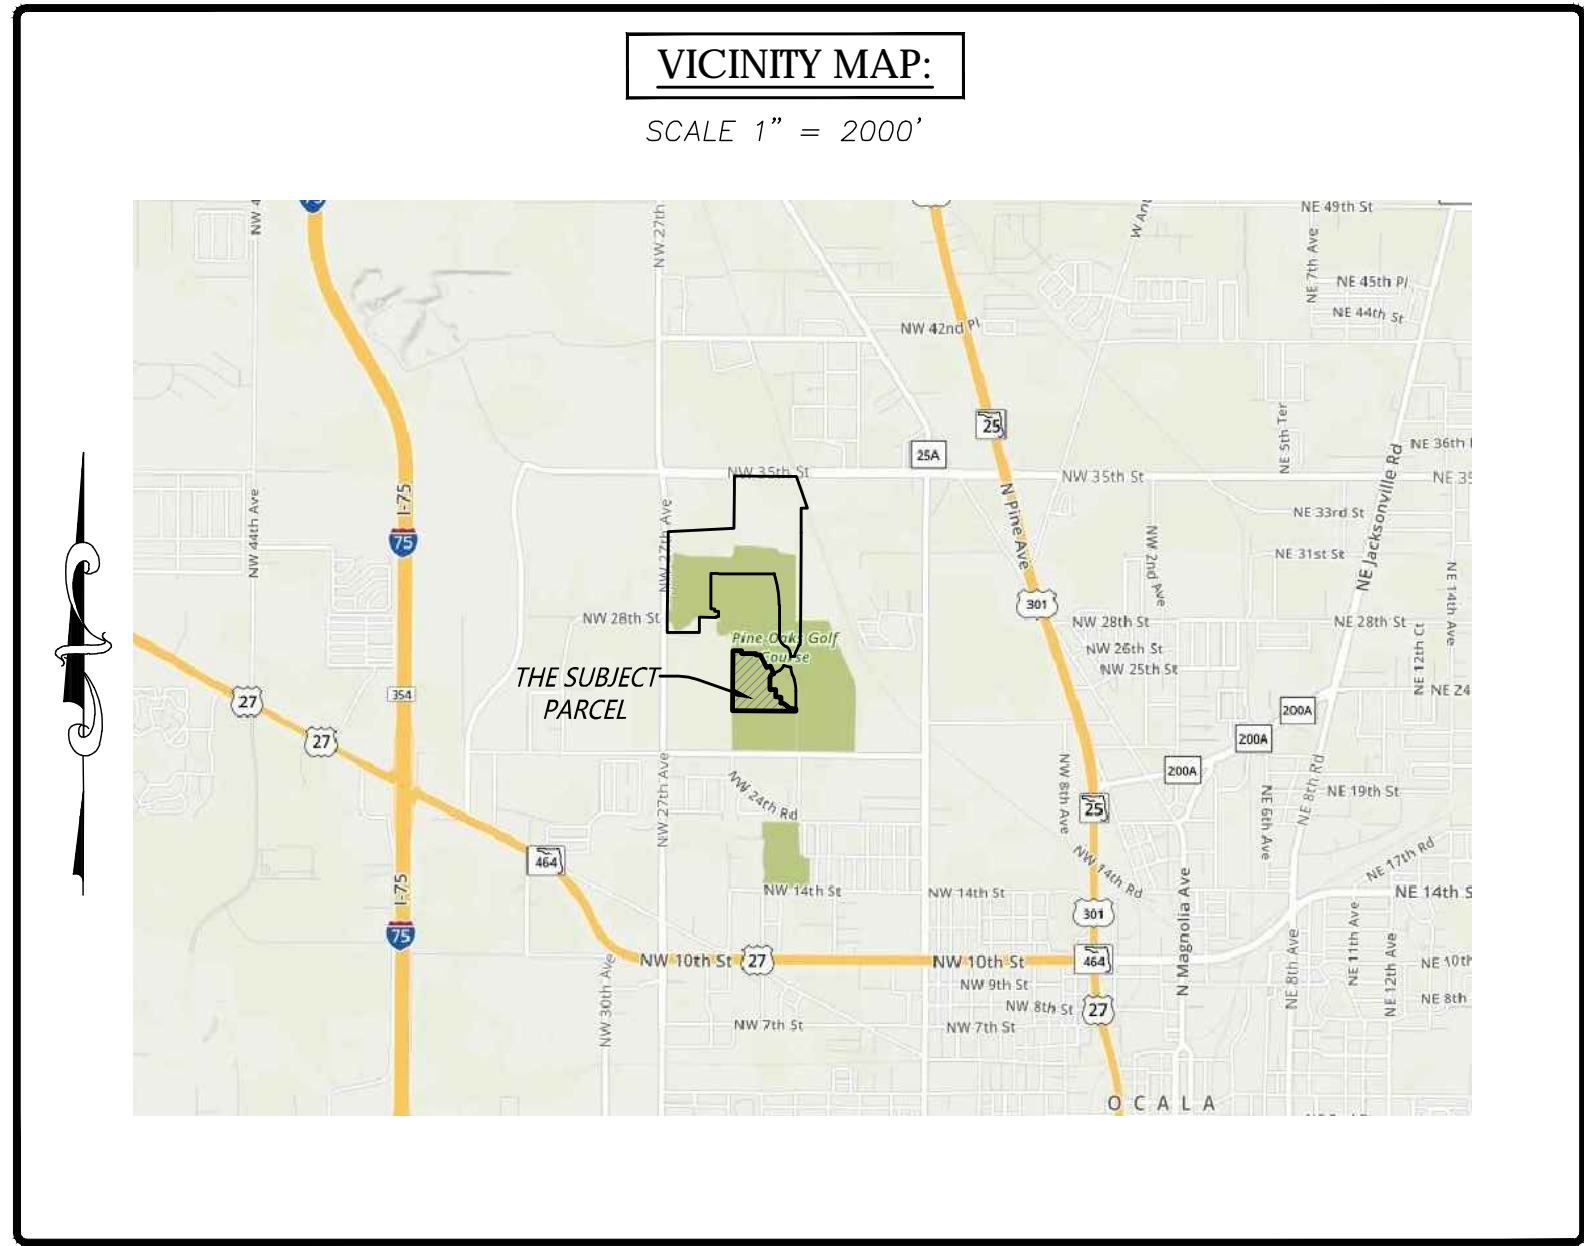 VICINITY MAP:
SCALE 1" = 2000'
NE 49th St
NW 27th
W Ant
NE 7th Ave
NE 45th Pl
NE 44th St
NW 42nd Pl
25
25A
NE 5th Ter
NE 36th
NW 35th St
NW 35th St
NE 35
I-75
N Pine Ave
NE Jacksonville Rd
NE 33rd St
NW 44th Ave
NW 27th Ave
NW 2nd Ave
NE 31st St
75
NE 14th Ave
301
NW 28th St
NW 28th St
NE 28th St
Pine Oaks Golf
Course
NW 26th St
NW 25th St
NE 12th Ct
THE SUBJECT
PARCEL
354
NE 24
27
200A
27
200A
200A
NW 27th Ave
NW 24th Rd
NW 8th Ave
NE 8th Rd
NE 19th St
NE 6th Ave
25
464
NW 14th Rd
NE 17th Rd
I-75
N Magnolia Ave
NW 14th St
NW 14th St
NE 14th S
301
75
NE 11th Ave
NE 12th Ave
NE 8th Ave
NW 10th St
27
NW 10th St
464
NE 10th
NW 30th Ave
NW 9th St
NE 8th
NW 8th St
27
NW 7th St
NW 7th St
OCALA